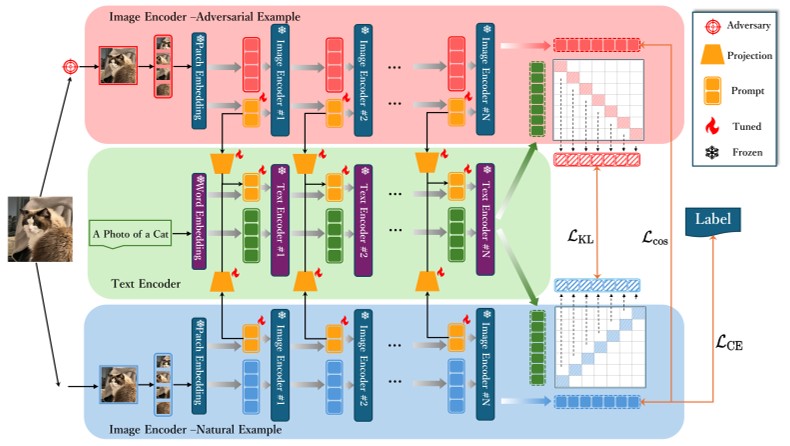 Image Encoder –Adversarial Example
Patch Embedding
Image Encoder #1
Image Encoder #2
...
Image Encoder #N
Adversary
Projection
Prompt
Tuned
Frozen
A Photo of a Cat
Word Embedding
Text Encoder #1
Text Encoder #2
...
Text Encoder #N
Text Encoder
ℒKL
ℒcos
Label
ℒCE
Patch Embedding
Image Encoder #1
Image Encoder #2
...
Image Encoder #N
Image Encoder –Natural Example